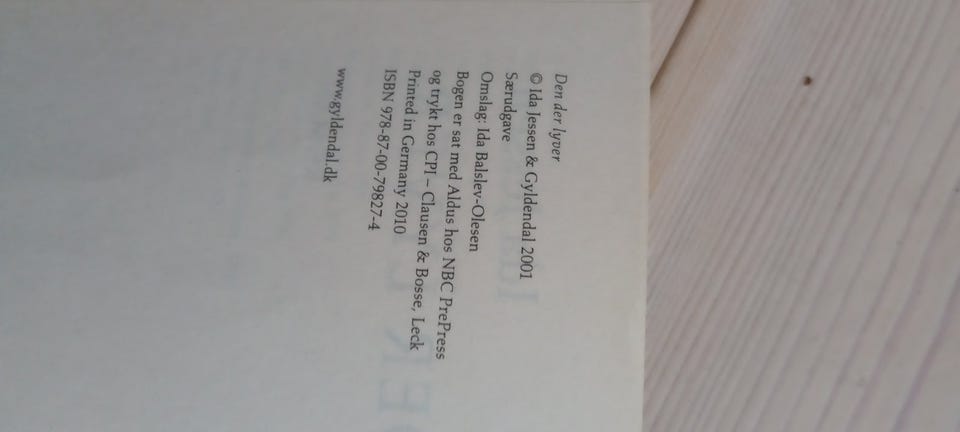 Den der lyver
© Ida Jessen & Gyldendal 2001
Særudgave
Omslag: Ida Balslev-Olesen
Bogen er sat med Aldus hos NBC PrePress
og trykt hos CPI – Clausen & Bosse, Leck
Printed in Germany 2010
ISBN 978-87-00-79827-4
www.gyldendal.dk